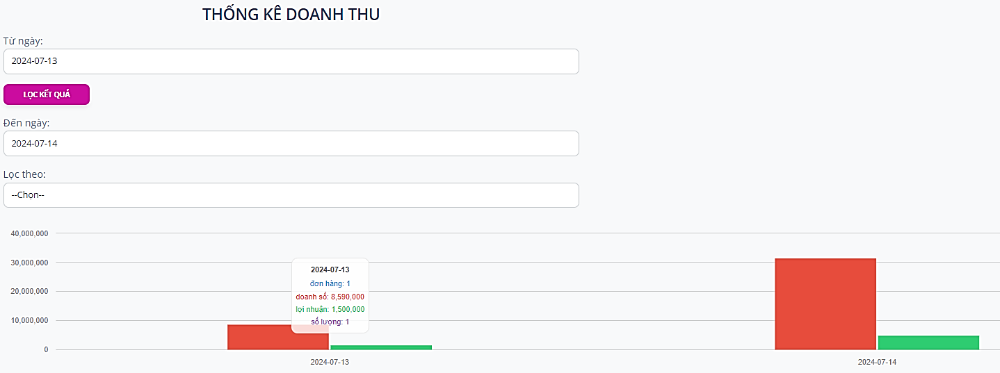 THỐNG KÊ DOANH THU
Từ ngày:
2024-07-13
LỌC KẾT QUẢ
Đến ngày:
2024-07-14
Lọc theo:
--Chọn--
40,000,000
30,000,000
20,000,000
10,000,000
0
2024-07-13
đơn hàng: 1
doanh số: 8,590,000
lợi nhuận: 1,500,000
số lượng: 1
2024-07-13
2024-07-14